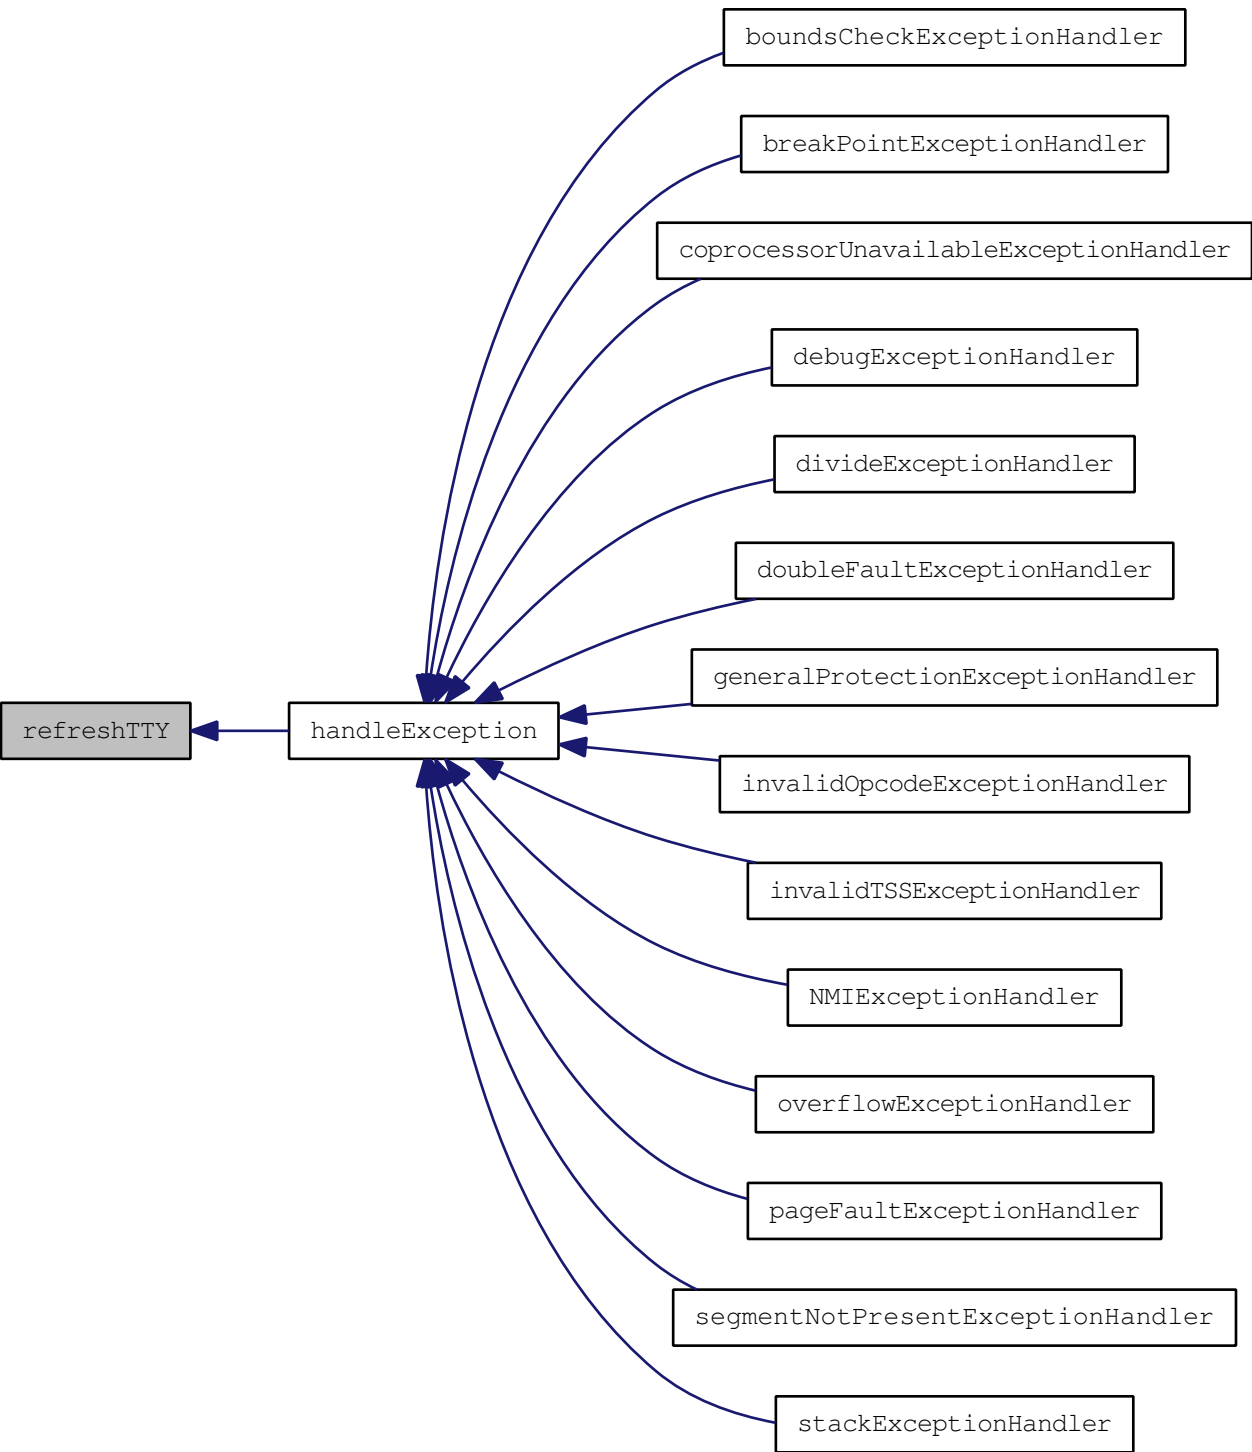 boundsCheckExceptionHandler
breakPointExceptionHandler
coprocessorUnavailableExceptionHandler
debugExceptionHandler
divideExceptionHandler
doubleFaultExceptionHandler
generalProtectionExceptionHandler
refreshTTY
handleException
invalidOpcodeExceptionHandler
invalidTSSExceptionHandler
NMIExceptionHandler
overflowExceptionHandler
pageFaultExceptionHandler
segmentNotPresentExceptionHandler
stackExceptionHandler